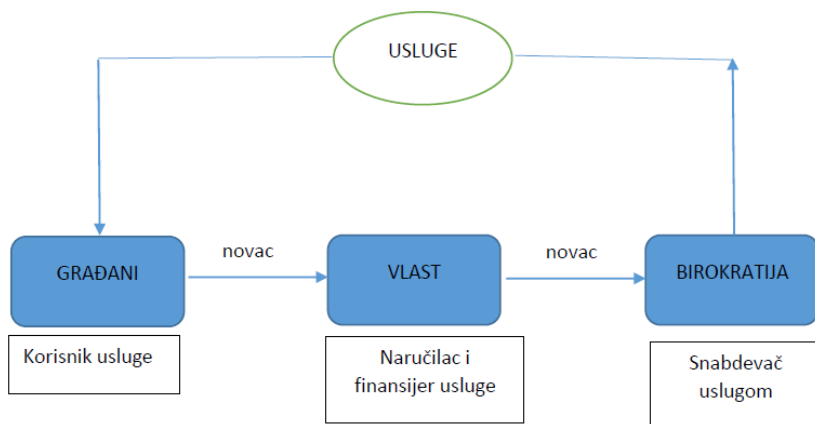 USLUGE
novac
novac
GRAĐANI
VLAST
BIROKRATIJA
Korisnik usluge
Naručilac i
finansijer usluge
Snabdevač
uslugom